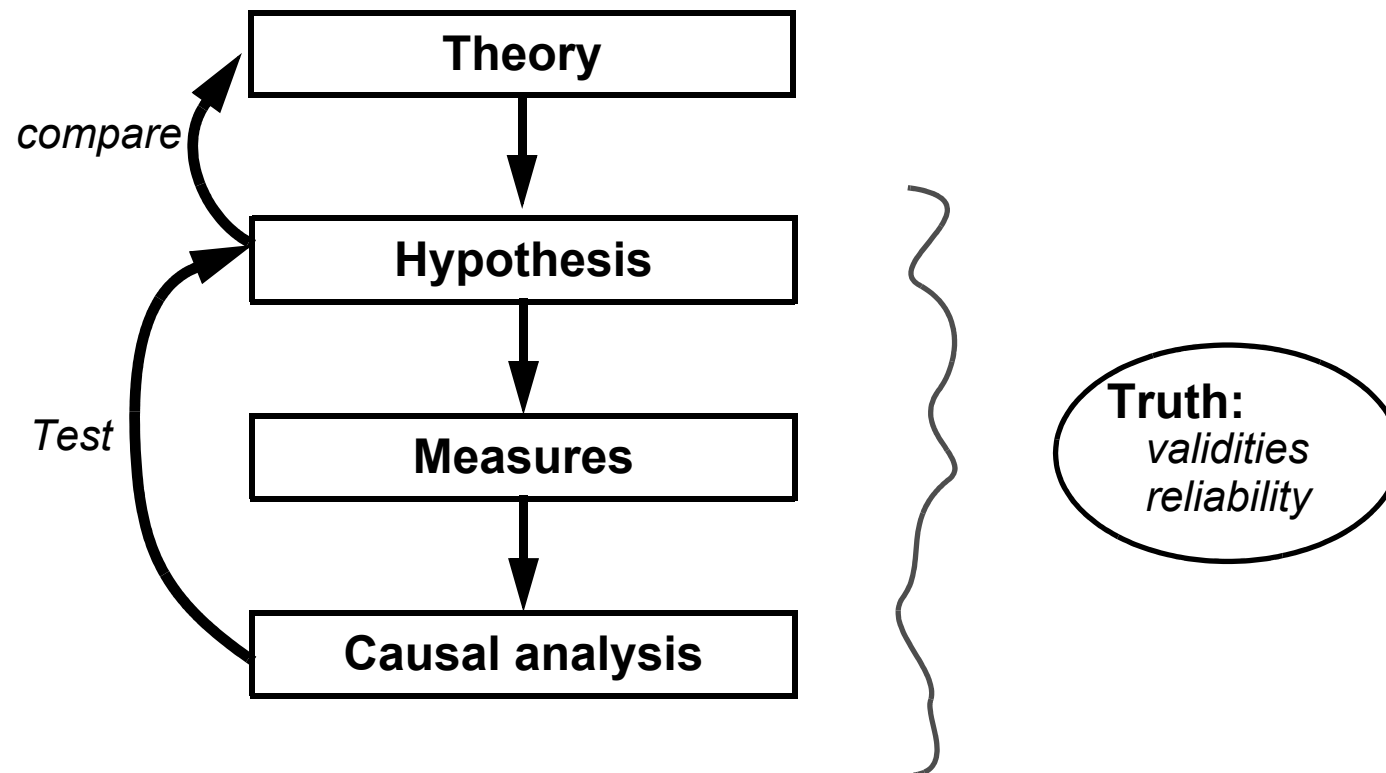 Theory
compare
Hypothesis
Truth:
validities
reliability
Test
Measures
Causal analysis